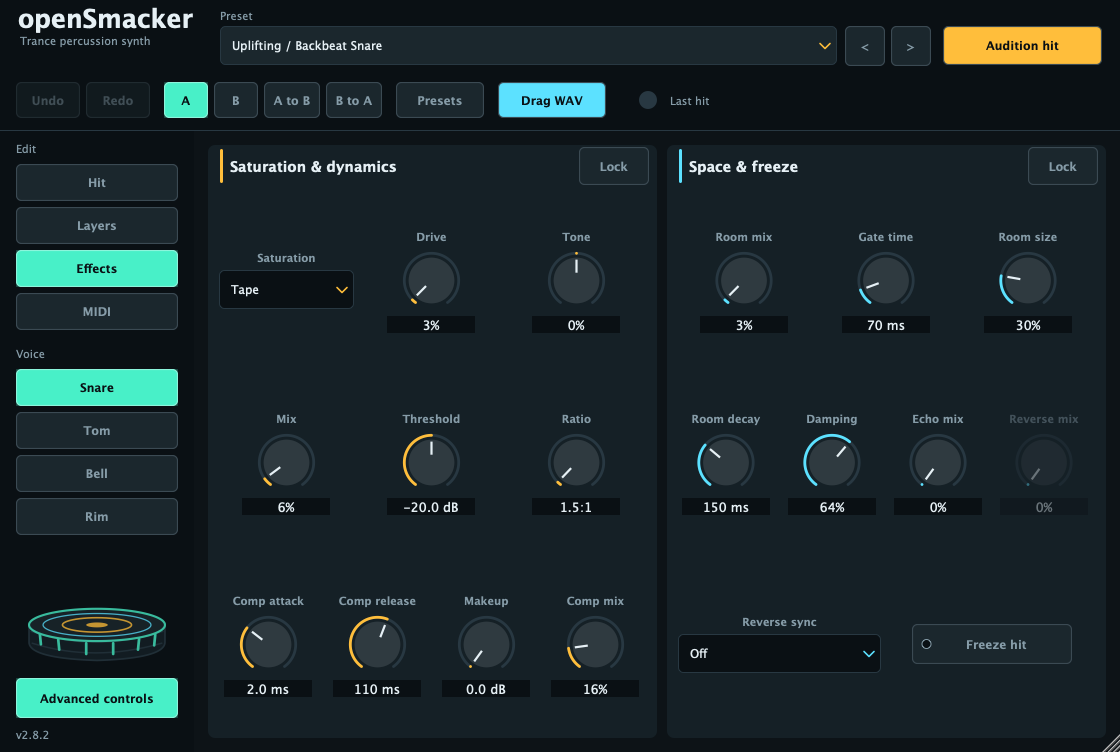 openSmacker
Trance percussion synth
Preset
Uplifting / Backbeat Snare
<
>
Audition hit
Undo
Redo
A
B
A to B
B to A
Presets
Drag WAV
Last hit
Edit
Hit
Layers
Effects
MIDI
Voice
Snare
Tom
Bell
Rim
Advanced controls
v2.8.2
Saturation & dynamics
Lock
Saturation
Tape
Drive
3%
Tone
0%
Mix
6%
Threshold
-20.0 dB
Ratio
1.5:1
Comp attack
2.0 ms
Comp release
110 ms
Makeup
0.0 dB
Comp mix
16%
Space & freeze
Lock
Room mix
3%
Gate time
70 ms
Room size
30%
Room decay
150 ms
Damping
64%
Echo mix
0%
Reverse mix
0%
Reverse sync
Off
Freeze hit